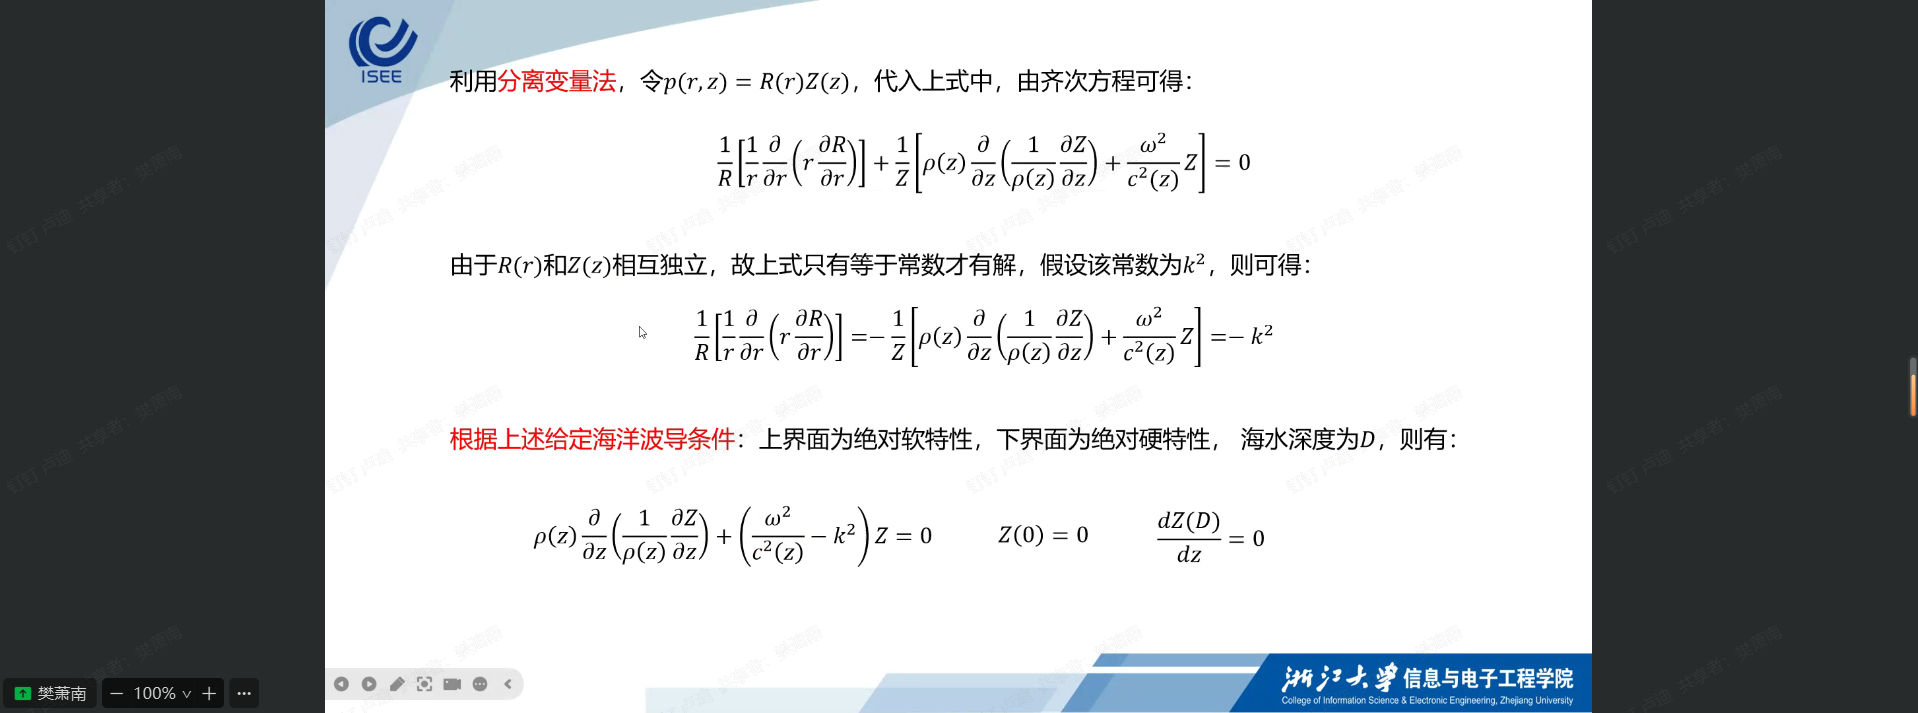 ISEE
利用分离变量法，令p(r, z) = R(r)Z(z)，代入上式中，由齐次方程可得：
1/R [1/r ∂/∂r (r ∂R/∂r)] + 1/Z [ρ(z) ∂/∂z (1/ρ(z) ∂Z/∂z) + ω²/c²(z) Z] = 0
由于R(r)和Z(z)相互独立，故上式只有等于常数才有解，假设该常数为k²，则可得：
1/R [1/r ∂/∂r (r ∂R/∂r)] =− 1/Z [ρ(z) ∂/∂z (1/ρ(z) ∂Z/∂z) + ω²/c²(z) Z] =− k²
根据上述给定海洋波导条件：上界面为绝对软特性，下界面为绝对硬特性， 海水深度为D，则有：
ρ(z) ∂/∂z (1/ρ(z) ∂Z/∂z) + (ω²/c²(z) − k²) Z = 0 Z(0) = 0 dZ(D)/dz = 0
浙江大学 信息与电子工程学院
College of Information Science & Electronic Engineering, Zhejiang University
樊萧南 — 100% ∨ + ···